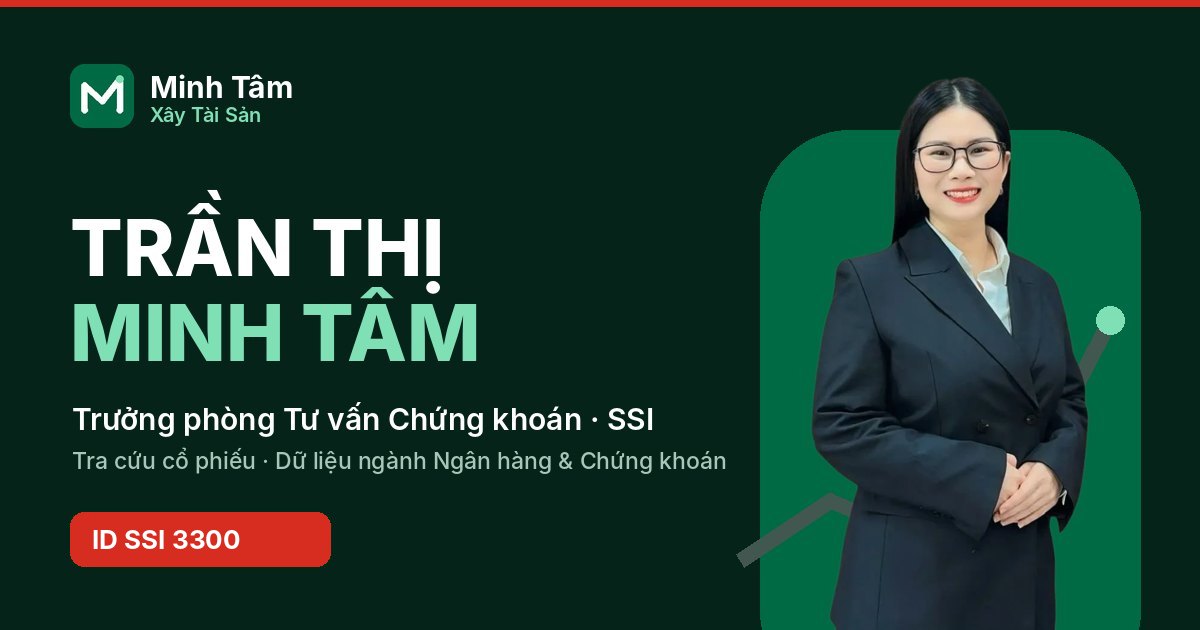 Minh Tâm
Xây Tài Sản
TRẦN THỊ
MINH TÂM
Trưởng phòng Tư vấn Chứng khoán · SSI
Tra cứu cổ phiếu · Dữ liệu ngành Ngân hàng & Chứng khoán
ID SSI 3300